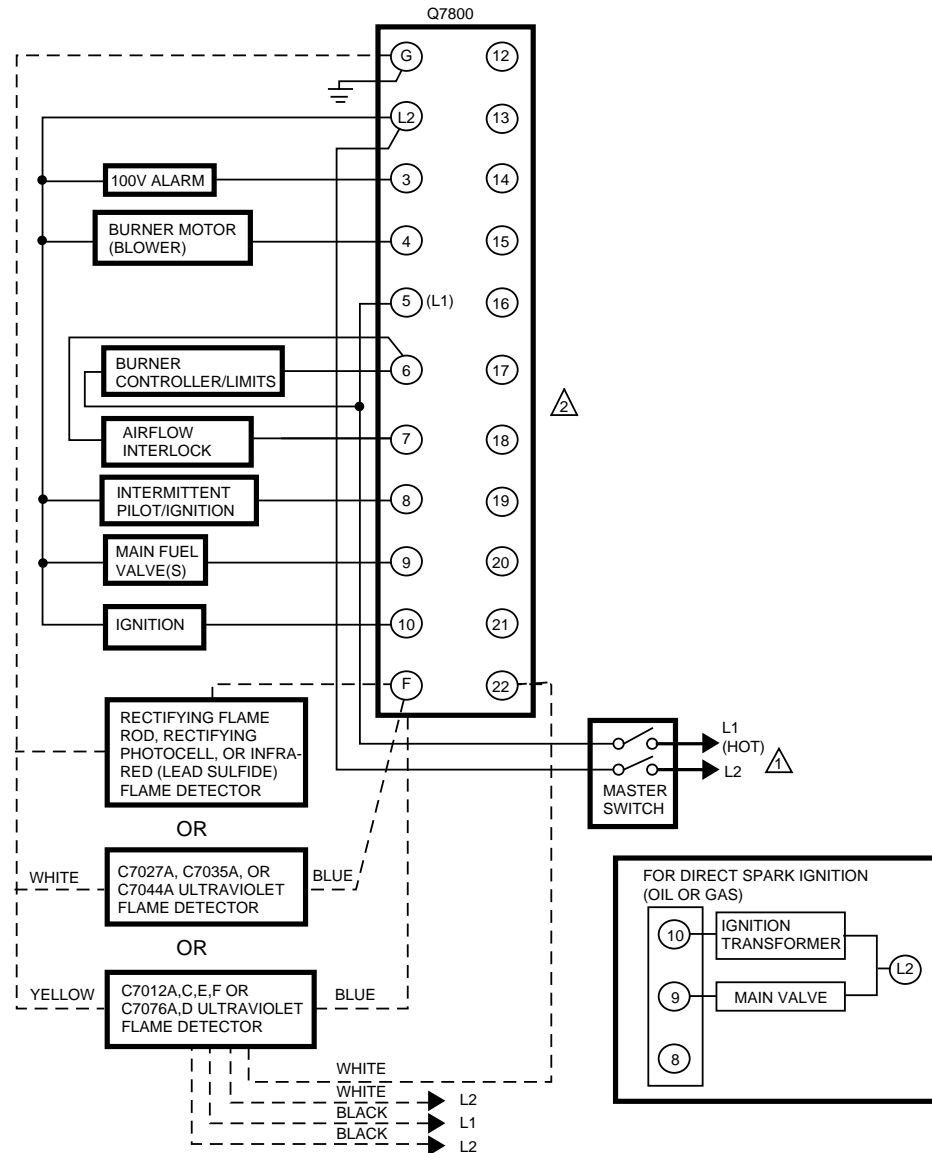 Q7800
G
12
L2
13
100V ALARM
3
14
BURNER MOTOR
(BLOWER)
4
15
5
(L1)
16
BURNER
CONTROLLER/LIMITS
6
17
2
AIRFLOW
INTERLOCK
7
18
INTERMITTENT
PILOT/IGNITION
8
19
MAIN FUEL
VALVE(S)
9
20
IGNITION
10
21
F
22
RECTIFYING FLAME
ROD, RECTIFYING
PHOTOCELL, OR INFRA-
RED (LEAD SULFIDE)
FLAME DETECTOR
L1
(HOT)
L2
1
MASTER
SWITCH
OR
WHITE
C7027A, C7035A, OR
C7044A ULTRAVIOLET
FLAME DETECTOR
BLUE
OR
YELLOW
C7012A,C,E,F OR
C7076A,D ULTRAVIOLET
FLAME DETECTOR
BLUE
WHITE
WHITE
L2
BLACK
L1
BLACK
L2
FOR DIRECT SPARK IGNITION
(OIL OR GAS)
10
IGNITION
TRANSFORMER
L2
9
MAIN VALVE
8